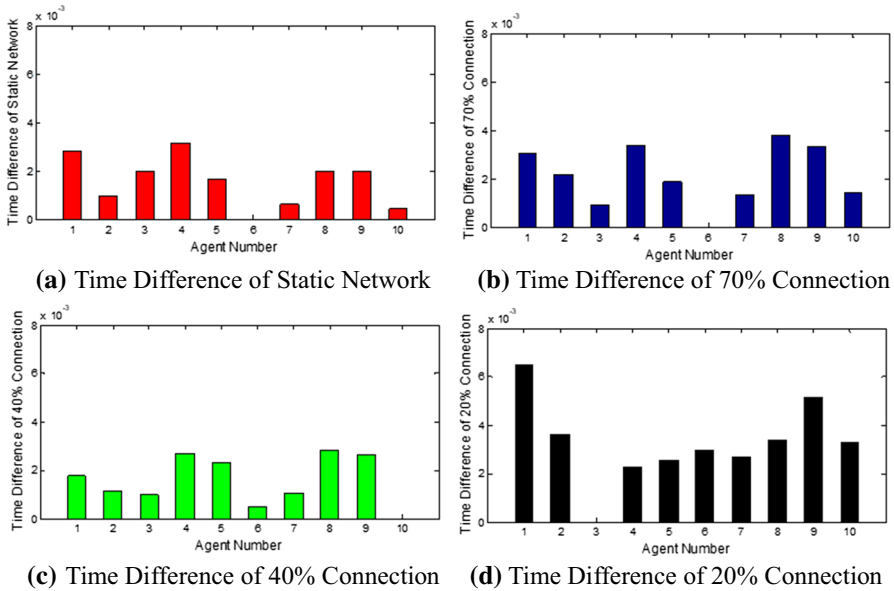 x 10^-3
8
6
4
2
0
Time Difference of Static Network
1 2 3 4 5 6 7 8 9 10
Agent Number
(a) Time Difference of Static Network
x 10^-3
8
6
4
2
0
Time Difference of 70% Connection
1 2 3 4 5 6 7 8 9 10
Agent Number
(b) Time Difference of 70% Connection
x 10^-3
8
6
4
2
0
Time Difference of 40% Connection
1 2 3 4 5 6 7 8 9 10
Agent Number
(c) Time Difference of 40% Connection
x 10^-3
8
6
4
2
0
Time Difference of 20% Connection
1 2 3 4 5 6 7 8 9 10
Agent Number
(d) Time Difference of 20% Connection